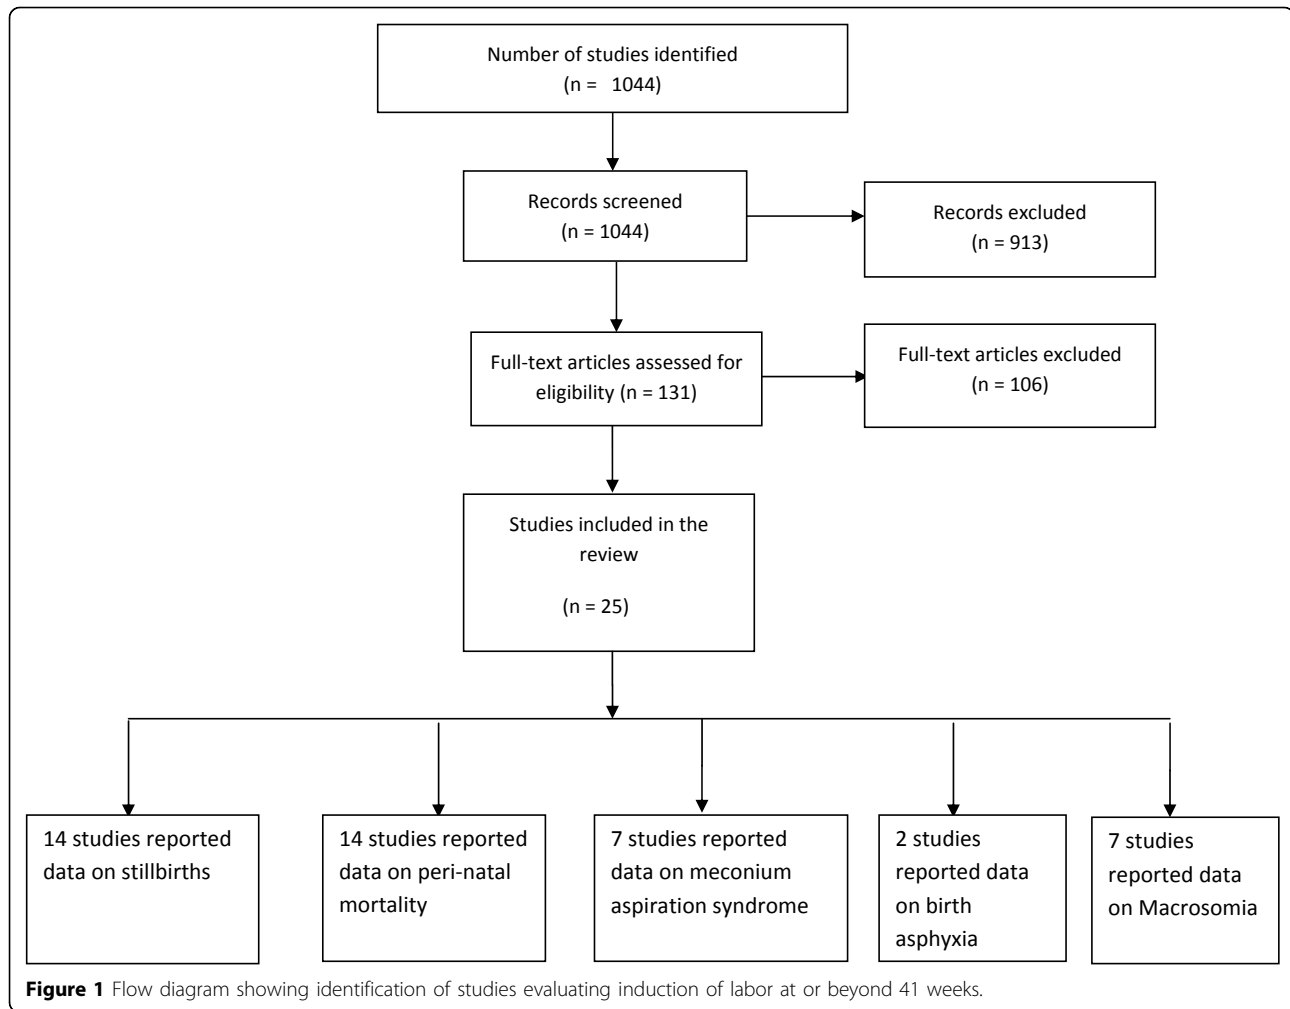 Number of studies identified
(n = 1044)
Records screened
(n = 1044)
Records excluded
(n = 913)
Full-text articles assessed for
eligibility (n = 131)
Full-text articles excluded
(n = 106)
Studies included in the
review
(n = 25)
14 studies reported
data on stillbirths
14 studies reported
data on peri-natal
mortality
7 studies reported
data on meconium
aspiration syndrome
2 studies
reported data
on birth
asphyxia
7 studies
reported data
on Macrosomia
Figure 1 Flow diagram showing identification of studies evaluating induction of labor at or beyond 41 weeks.